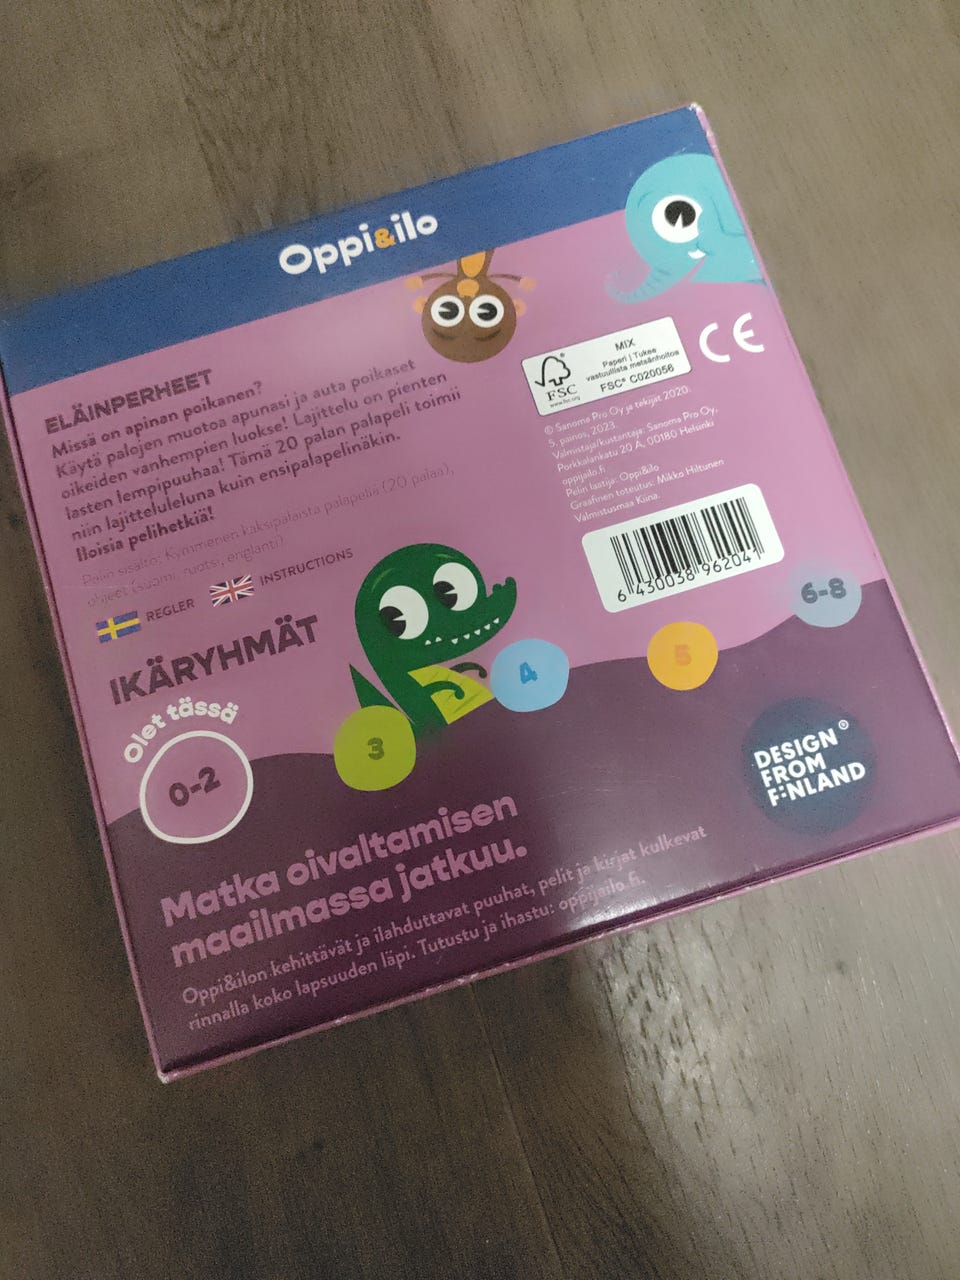 Oppi&ilo
ELÄINPERHEET
Missä on apinan poikanen?
Käytä palojen muotoa apunasi ja auta poikaset
oikeiden vanhempien luokse! Lajittelu on pienten
lasten lempipuuhaa! Tämä 20 palan palapeli toimii
niin lajitteluleluna kuin ensipalapelinäkin.
Iloisia pelihetkiä!
Pelin sisältö: Kymmenen kaksipalaista palapeliä (20 palaa),
ohjeet (suomi, ruotsi, englanti)
REGLER
INSTRUCTIONS
FSC
www.fsc.org
MIX
Paperi | Tukee
vastuullista metsänhoitoa
FSC® C020056
CE
© Sanoma Pro Oy ja tekijät 2020.
5. painos, 2023.
Valmistaja/kustantaja: Sanoma Pro Oy,
Porkkalankatu 20 A, 00180 Helsinki
oppijailo.fi
Pelin laatija: Oppi&ilo
Graafinen toteutus: Mikko Hiltunen
Valmistusmaa Kiina.
6 430038 962041
IKÄRYHMÄT
Olet tässä
0-2
3
4
5
6-8
DESIGN®
FROM
FINLAND
Matka oivaltamisen
maailmassa jatkuu.
Oppi&ilon kehittävät ja ilahduttavat puuhat, pelit ja kirjat kulkevat
rinnalla koko lapsuuden läpi. Tutustu ja ihastu: oppijailo.fi.